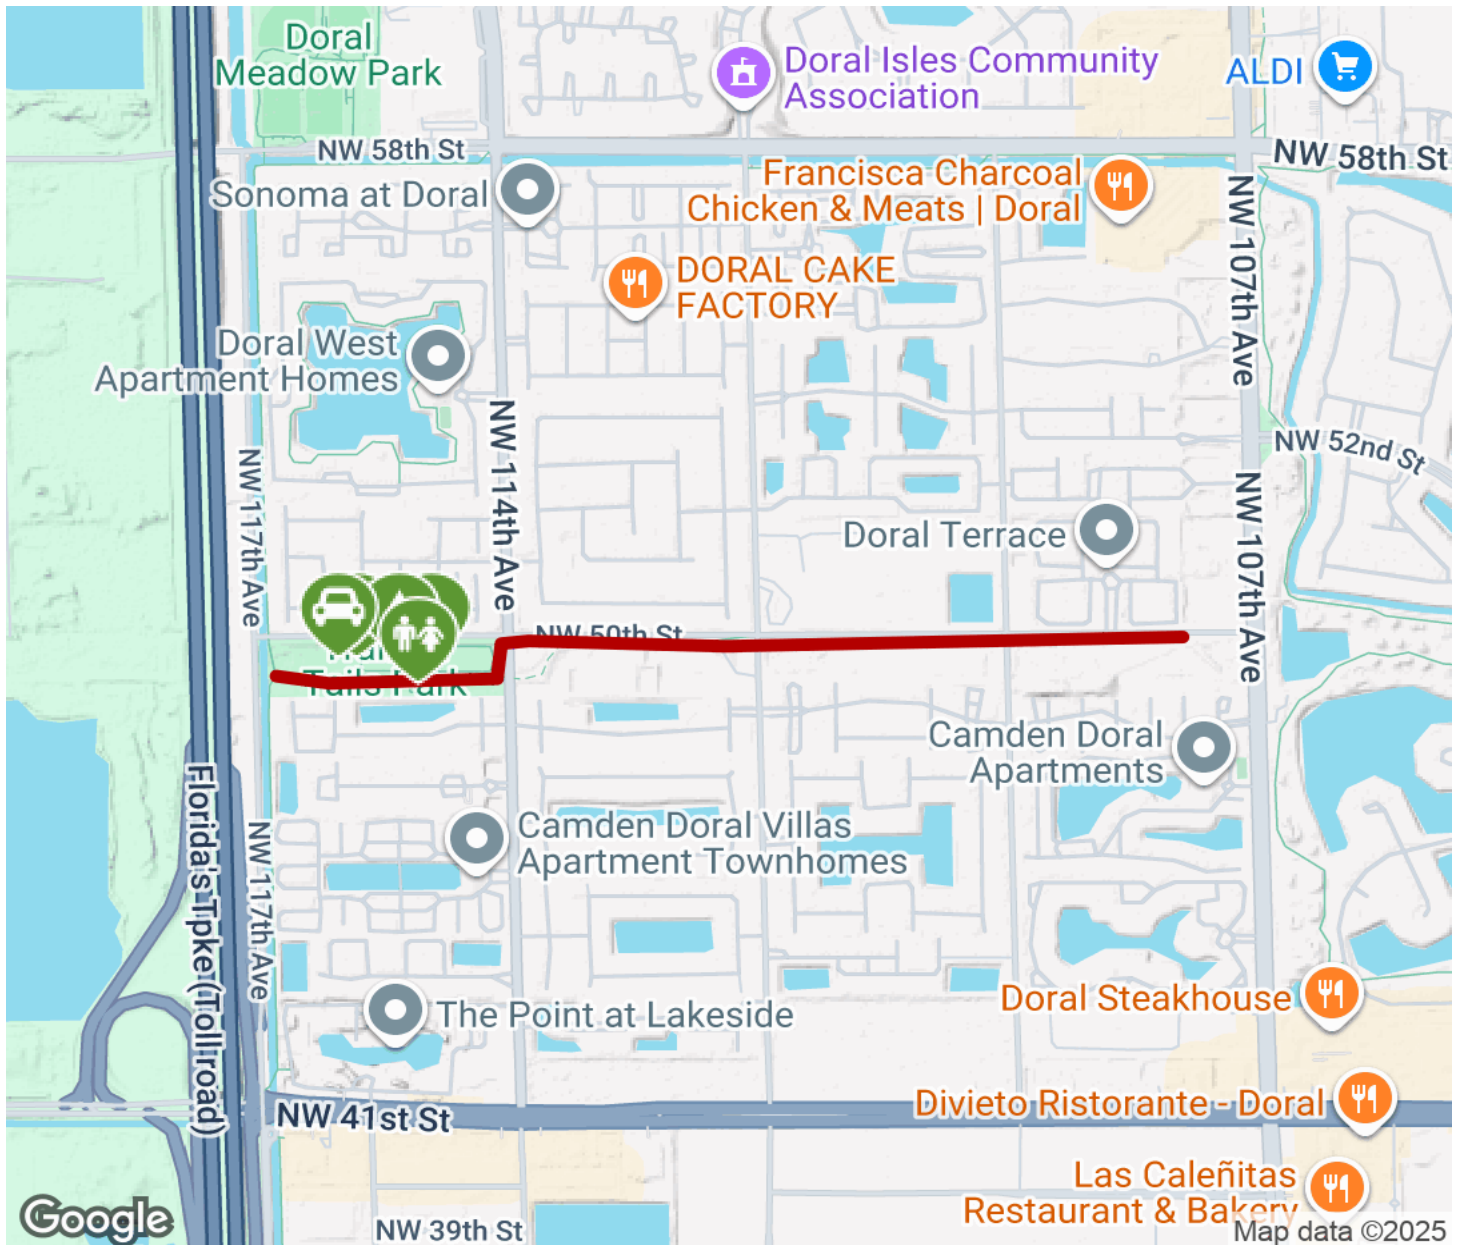 Doral
Meadow Park
Doral Isles Community
Association
ALDI
NW 58th St
NW 58th St
Sonoma at Doral
Francisca Charcoal
Chicken & Meats | Doral
NW 107th Ave
DORAL CAKE
FACTORY
Doral West
Apartment Homes
NW 114th Ave
NW 52nd St
NW 117th Ave
NW 107th Ave
Doral Terrace
NW 50th St
Tails Park
Camden Doral
Apartments
Florida's Tpke (Toll road)
NW 117th Ave
Camden Doral Villas
Apartment Townhomes
The Point at Lakeside
Doral Steakhouse
NW 41st St
Divieto Ristorante - Doral
Las Caleñitas
Restaurant & Bakery
NW 39th St
Google
Map data ©2025